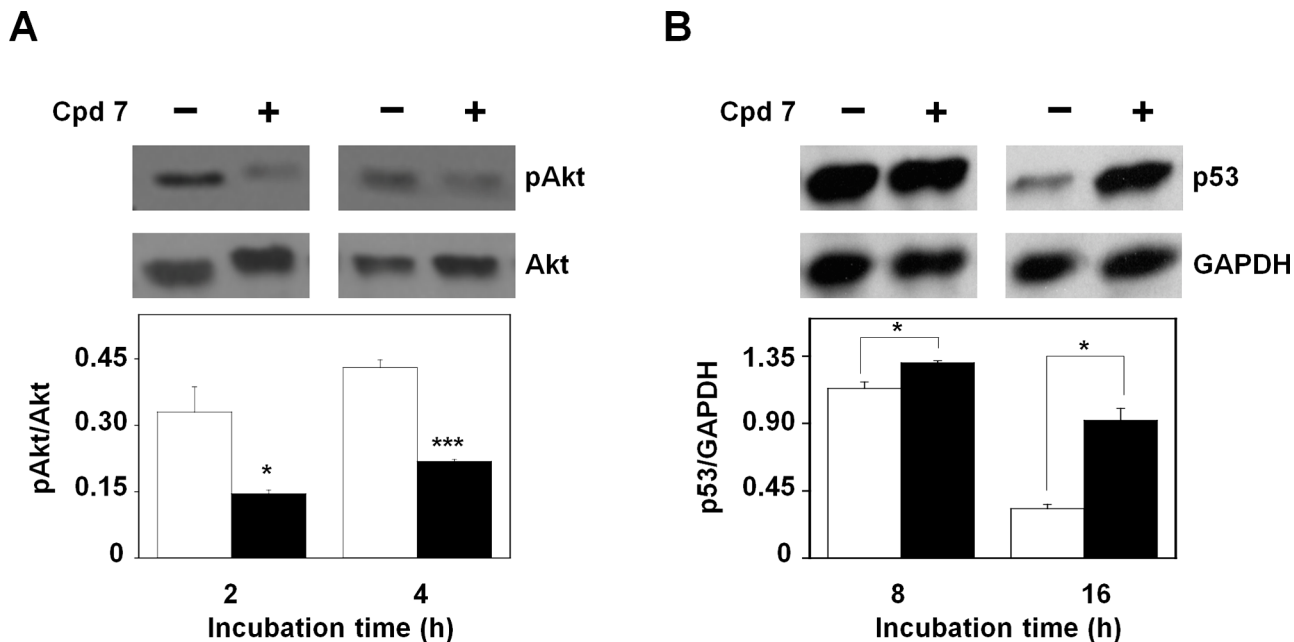 A
Cpd 7 − + − +
pAkt
Akt
pAkt/Akt
0.45
0.30
0.15
0
*
***
2 4
Incubation time (h)
B
Cpd 7 − + − +
p53
GAPDH
p53/GAPDH
1.35
0.90
0.45
0
*
*
8 16
Incubation time (h)